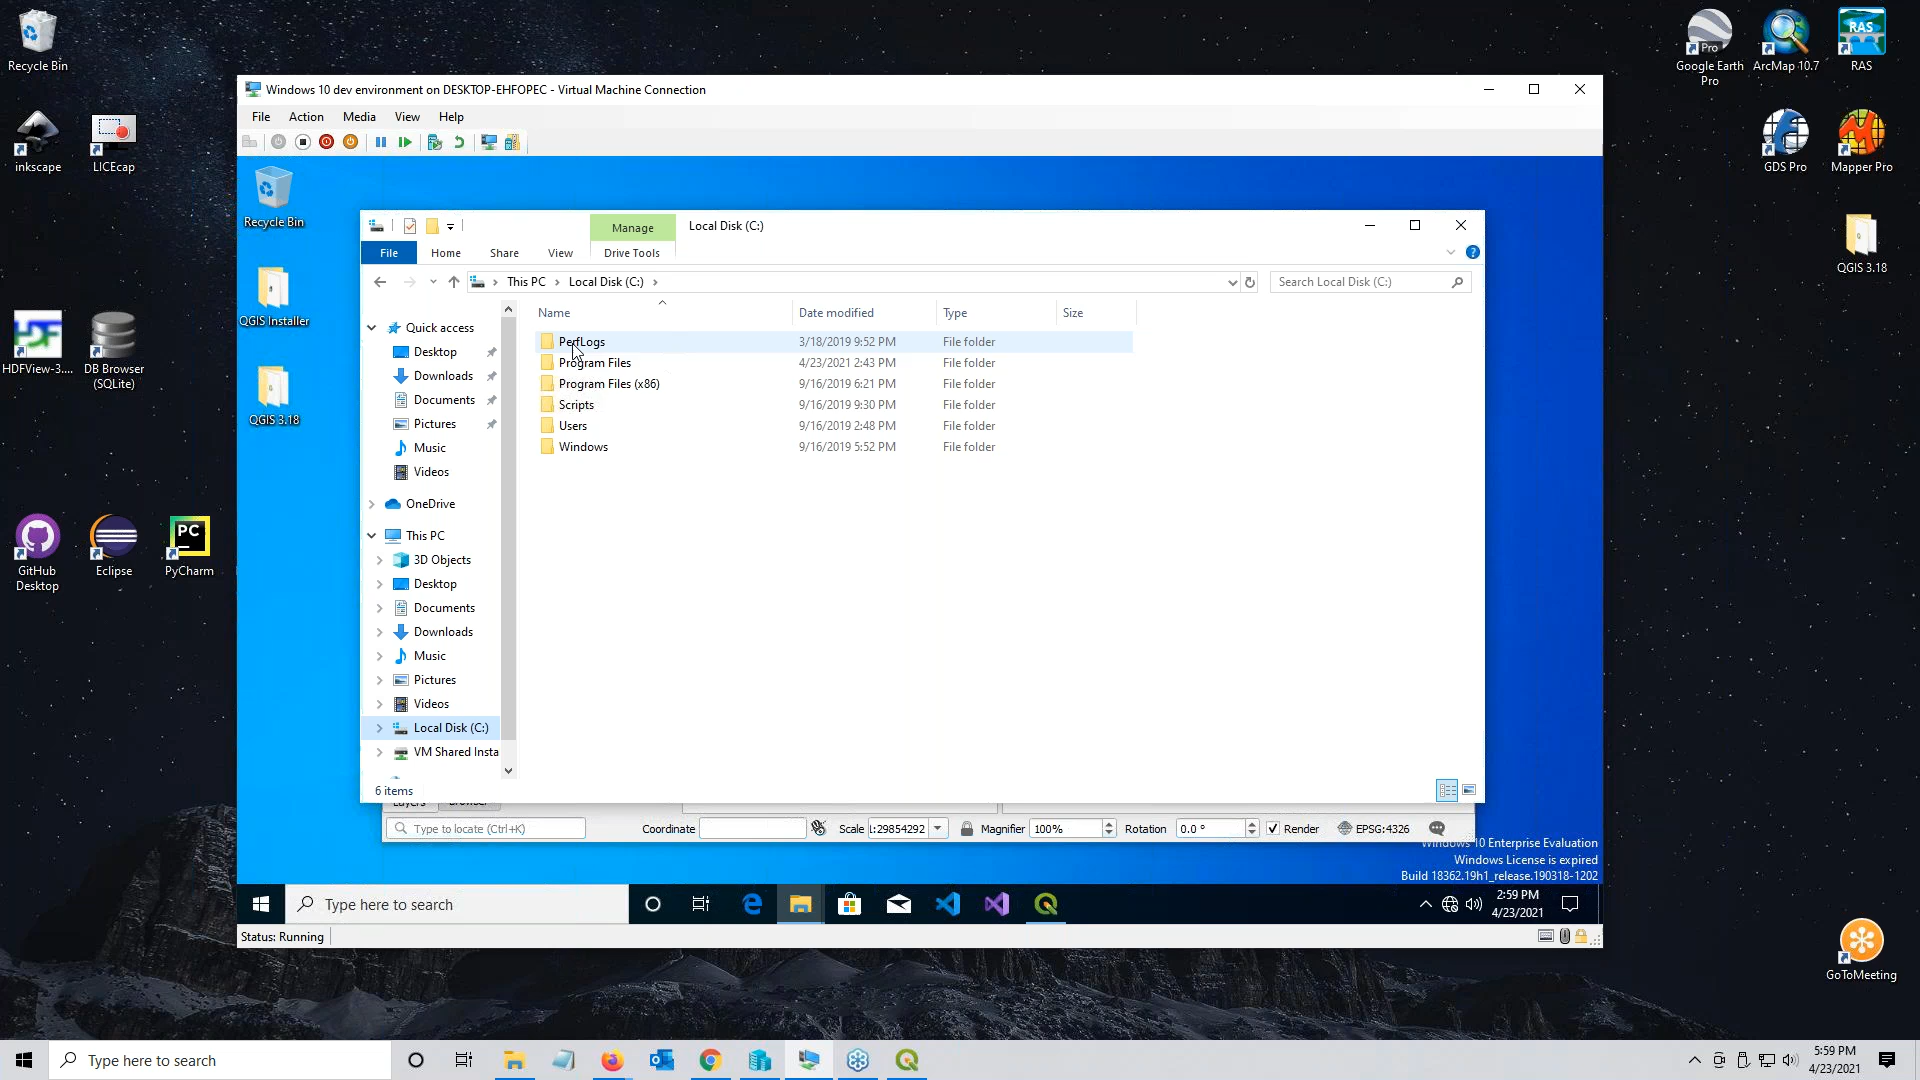 Recycle Bin
inkscape
LICEcap
HDFView-3....
DB Browser
(SQLite)
GitHub
Desktop
Eclipse
PyCharm
Google Earth
Pro
ArcMap 10.7
RAS
GDS Pro
Mapper Pro
QGIS 3.18
GoToMeeting
Windows 10 dev environment on DESKTOP-EHFOPEC - Virtual Machine Connection
File Action Media View Help
Recycle Bin
QGIS Installer
QGIS 3.18
Manage
Local Disk (C:)
File Home Share View Drive Tools
This PC > Local Disk (C:) >
Search Local Disk (C:)
Quick access
Desktop
Downloads
Documents
Pictures
Music
Videos
OneDrive
This PC
3D Objects
Desktop
Documents
Downloads
Music
Pictures
Videos
Local Disk (C:)
VM Shared Insta
Name Date modified Type Size
PerfLogs 3/18/2019 9:52 PM File folder
Program Files 4/23/2021 2:43 PM File folder
Program Files (x86) 9/16/2019 6:21 PM File folder
Scripts 9/16/2019 9:30 PM File folder
Users 9/16/2019 2:48 PM File folder
Windows 9/16/2019 5:52 PM File folder
6 items
Layers Browser
Type to locate (Ctrl+K)
Coordinate
Scale 1:29854292
Magnifier 100%
Rotation 0.0 °
Render
EPSG:4326
Windows 10 Enterprise Evaluation
Windows License is expired
Build 18362.19h1_release.190318-1202
Type here to search
2:59 PM
4/23/2021
Status: Running
Type here to search
5:59 PM
4/23/2021